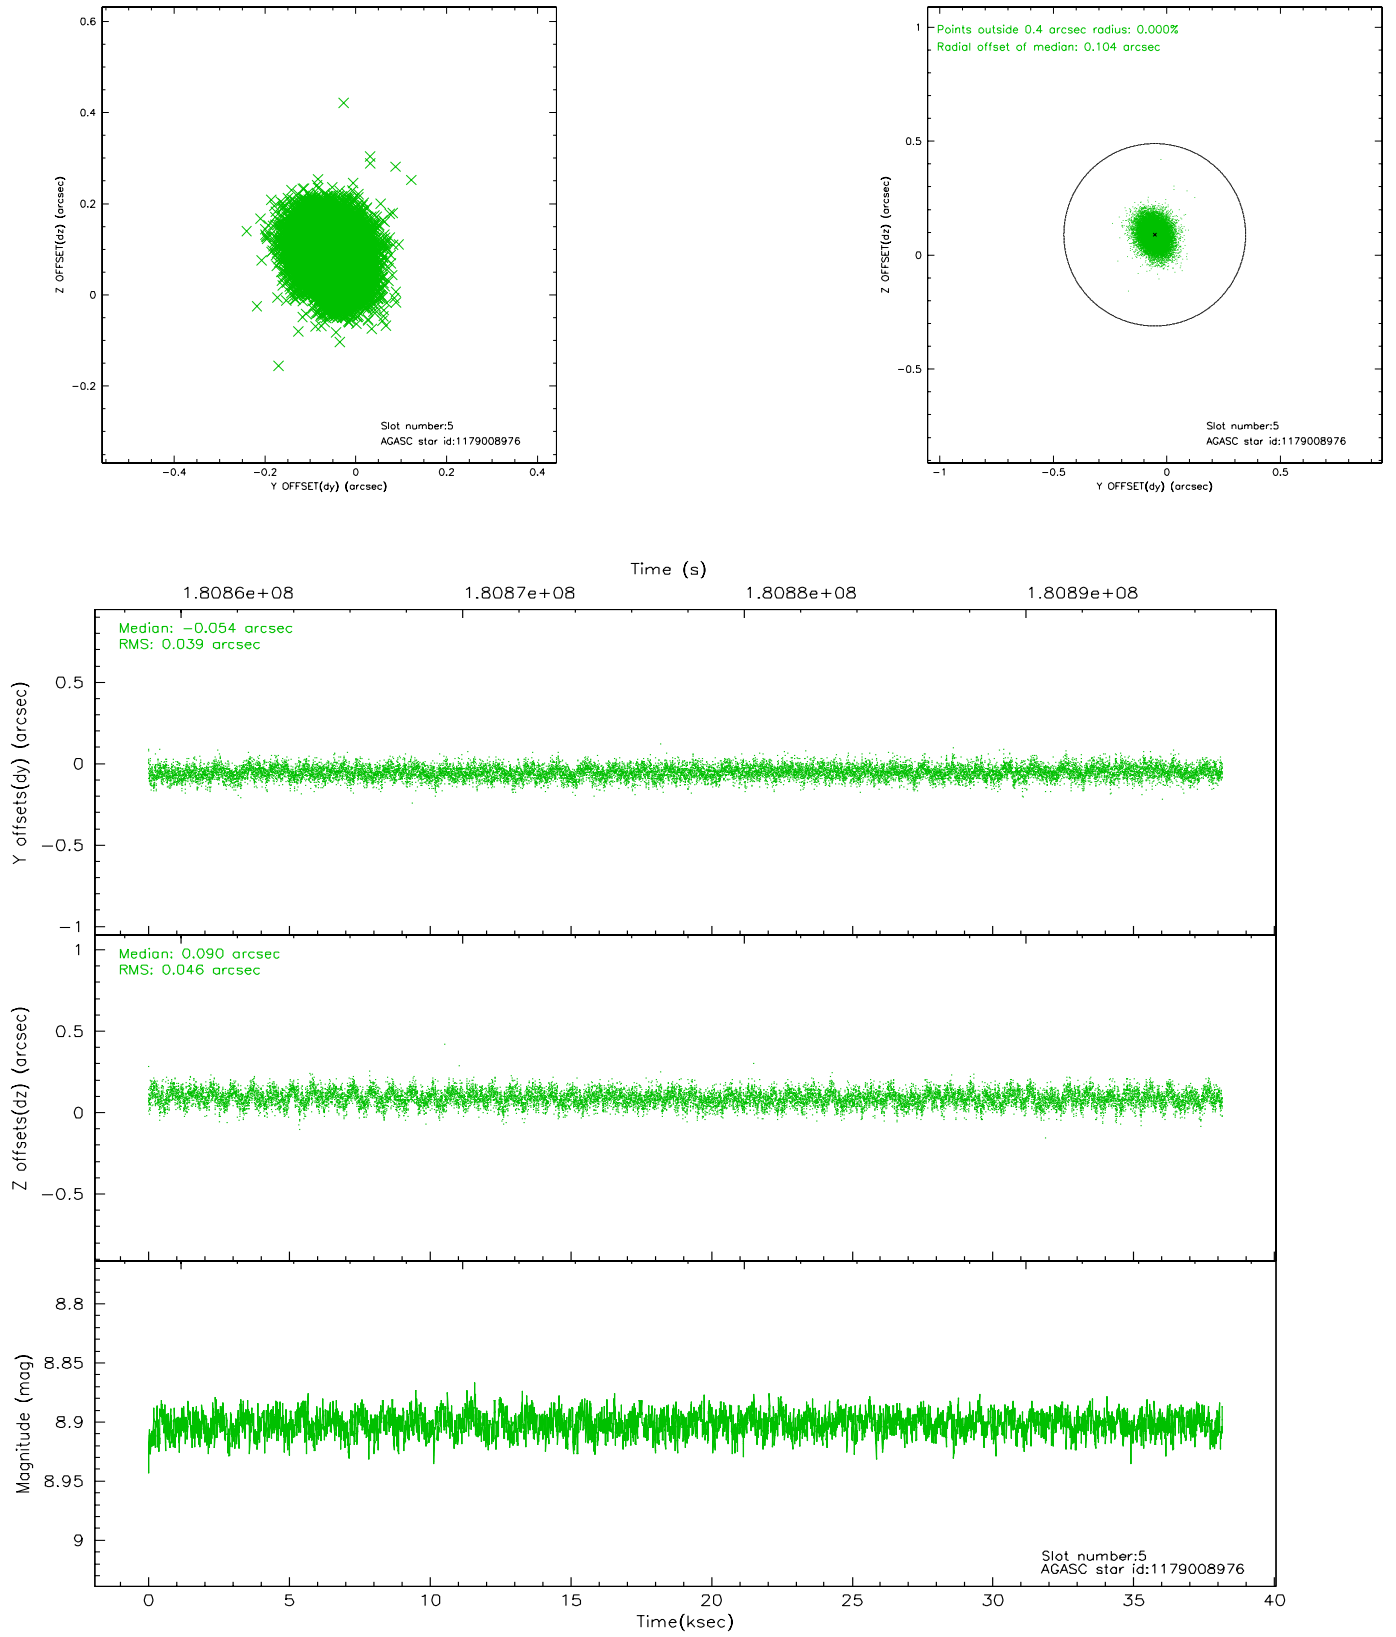 0.6
0.4
0.2
0
−0.2
Z OFFSET(dz) (arcsec)
−0.4
−0.2
0
0.2
0.4
Y OFFSET(dy) (arcsec)
Slot number:5
AGASC star id:1179008976
Points outside 0.4 arcsec radius: 0.000%
Radial offset of median: 0.104 arcsec
1
0.5
0
−0.5
Z OFFSET(dz) (arcsec)
−1
−0.5
0
0.5
Y OFFSET(dy) (arcsec)
Slot number:5
AGASC star id:1179008976
Time (s)
1.8086e+08
1.8087e+08
1.8088e+08
1.8089e+08
Median: −0.054 arcsec
RMS: 0.039 arcsec
0.5
0
−0.5
−1
Y offsets(dy) (arcsec)
Median: 0.090 arcsec
RMS: 0.046 arcsec
1
0.5
0
−0.5
Z offsets(dz) (arcsec)
8.8
8.85
8.9
8.95
9
Magnitude (mag)
Slot number:5
AGASC star id:1179008976
0
5
10
15
20
25
30
35
40
Time(ksec)